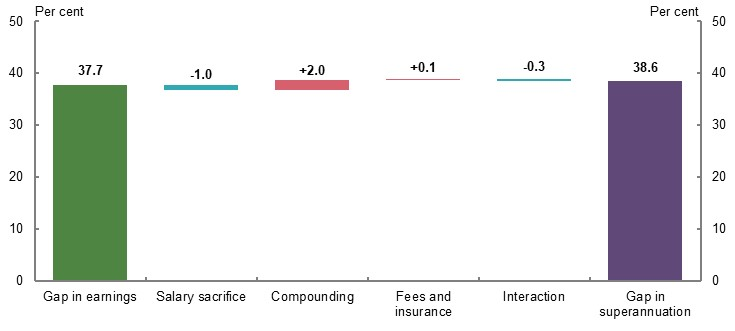 Per cent Per cent
50 50
40 40
30 30
20 20
10 10
0 0
37.7 -1.0 +2.0 +0.1 -0.3 38.6
Gap in earnings Salary sacrifice Compounding Fees and Interaction Gap in
insurance superannuation